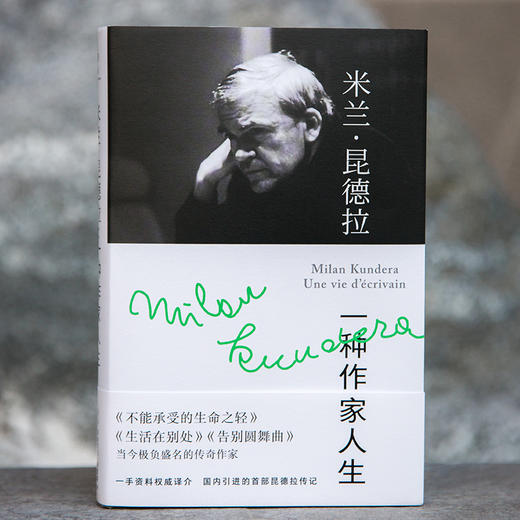 米兰·昆德拉
Milan Kundera
Une vie d'écrivain
Milan
Kundera
一种作家人生
《不能承受的生命之轻》
《生活在别处》《告别圆舞曲》
当今极负盛名的传奇作家
一手资料权威译介 国内引进的首部昆德拉传记